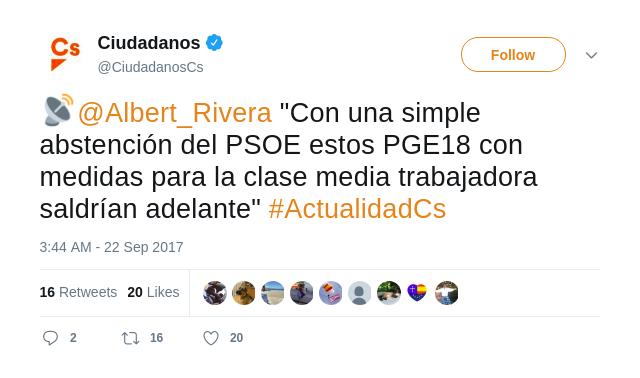 Cs
Ciudadanos
@CiudadanosCs
Follow
@Albert_Rivera "Con una simple
abstención del PSOE estos PGE18 con
medidas para la clase media trabajadora
saldrían adelante" #ActualidadCs
3:44 AM - 22 Sep 2017
16 Retweets 20 Likes
2 16 20